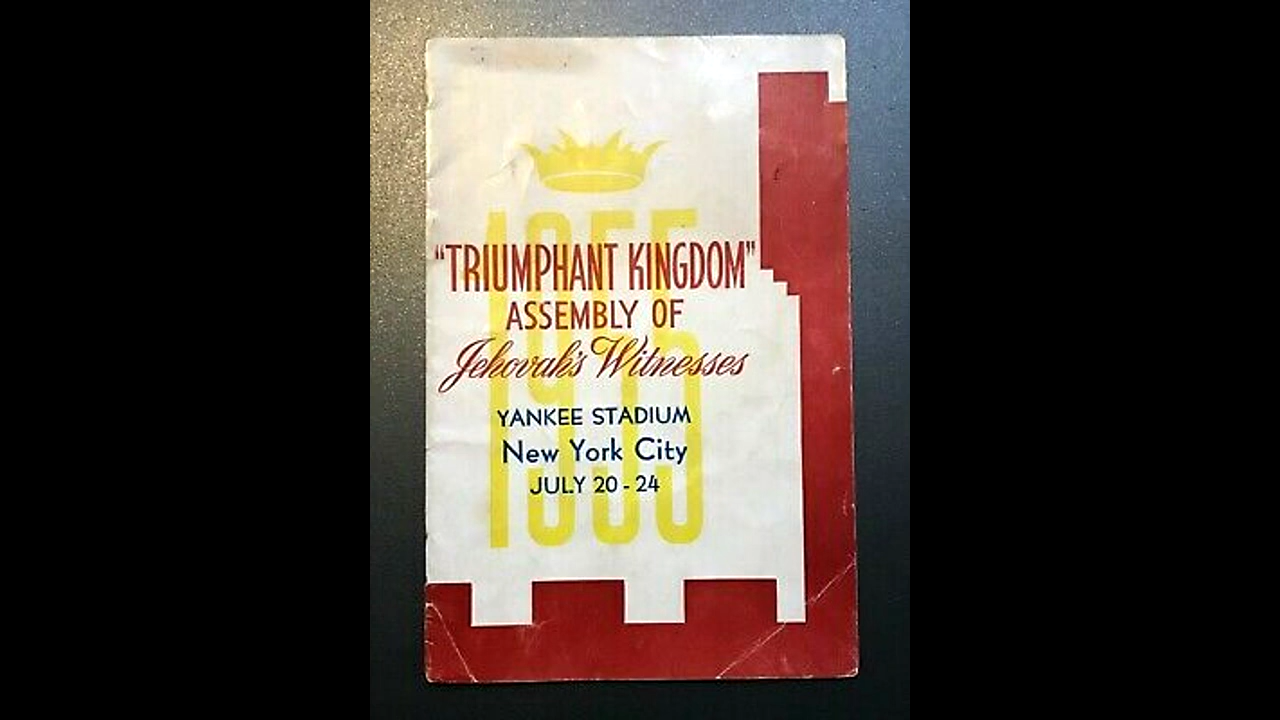 1955
"TRIUMPHANT KINGDOM"
ASSEMBLY OF
Jehovah's Witnesses
YANKEE STADIUM
New York City
JULY 20-24